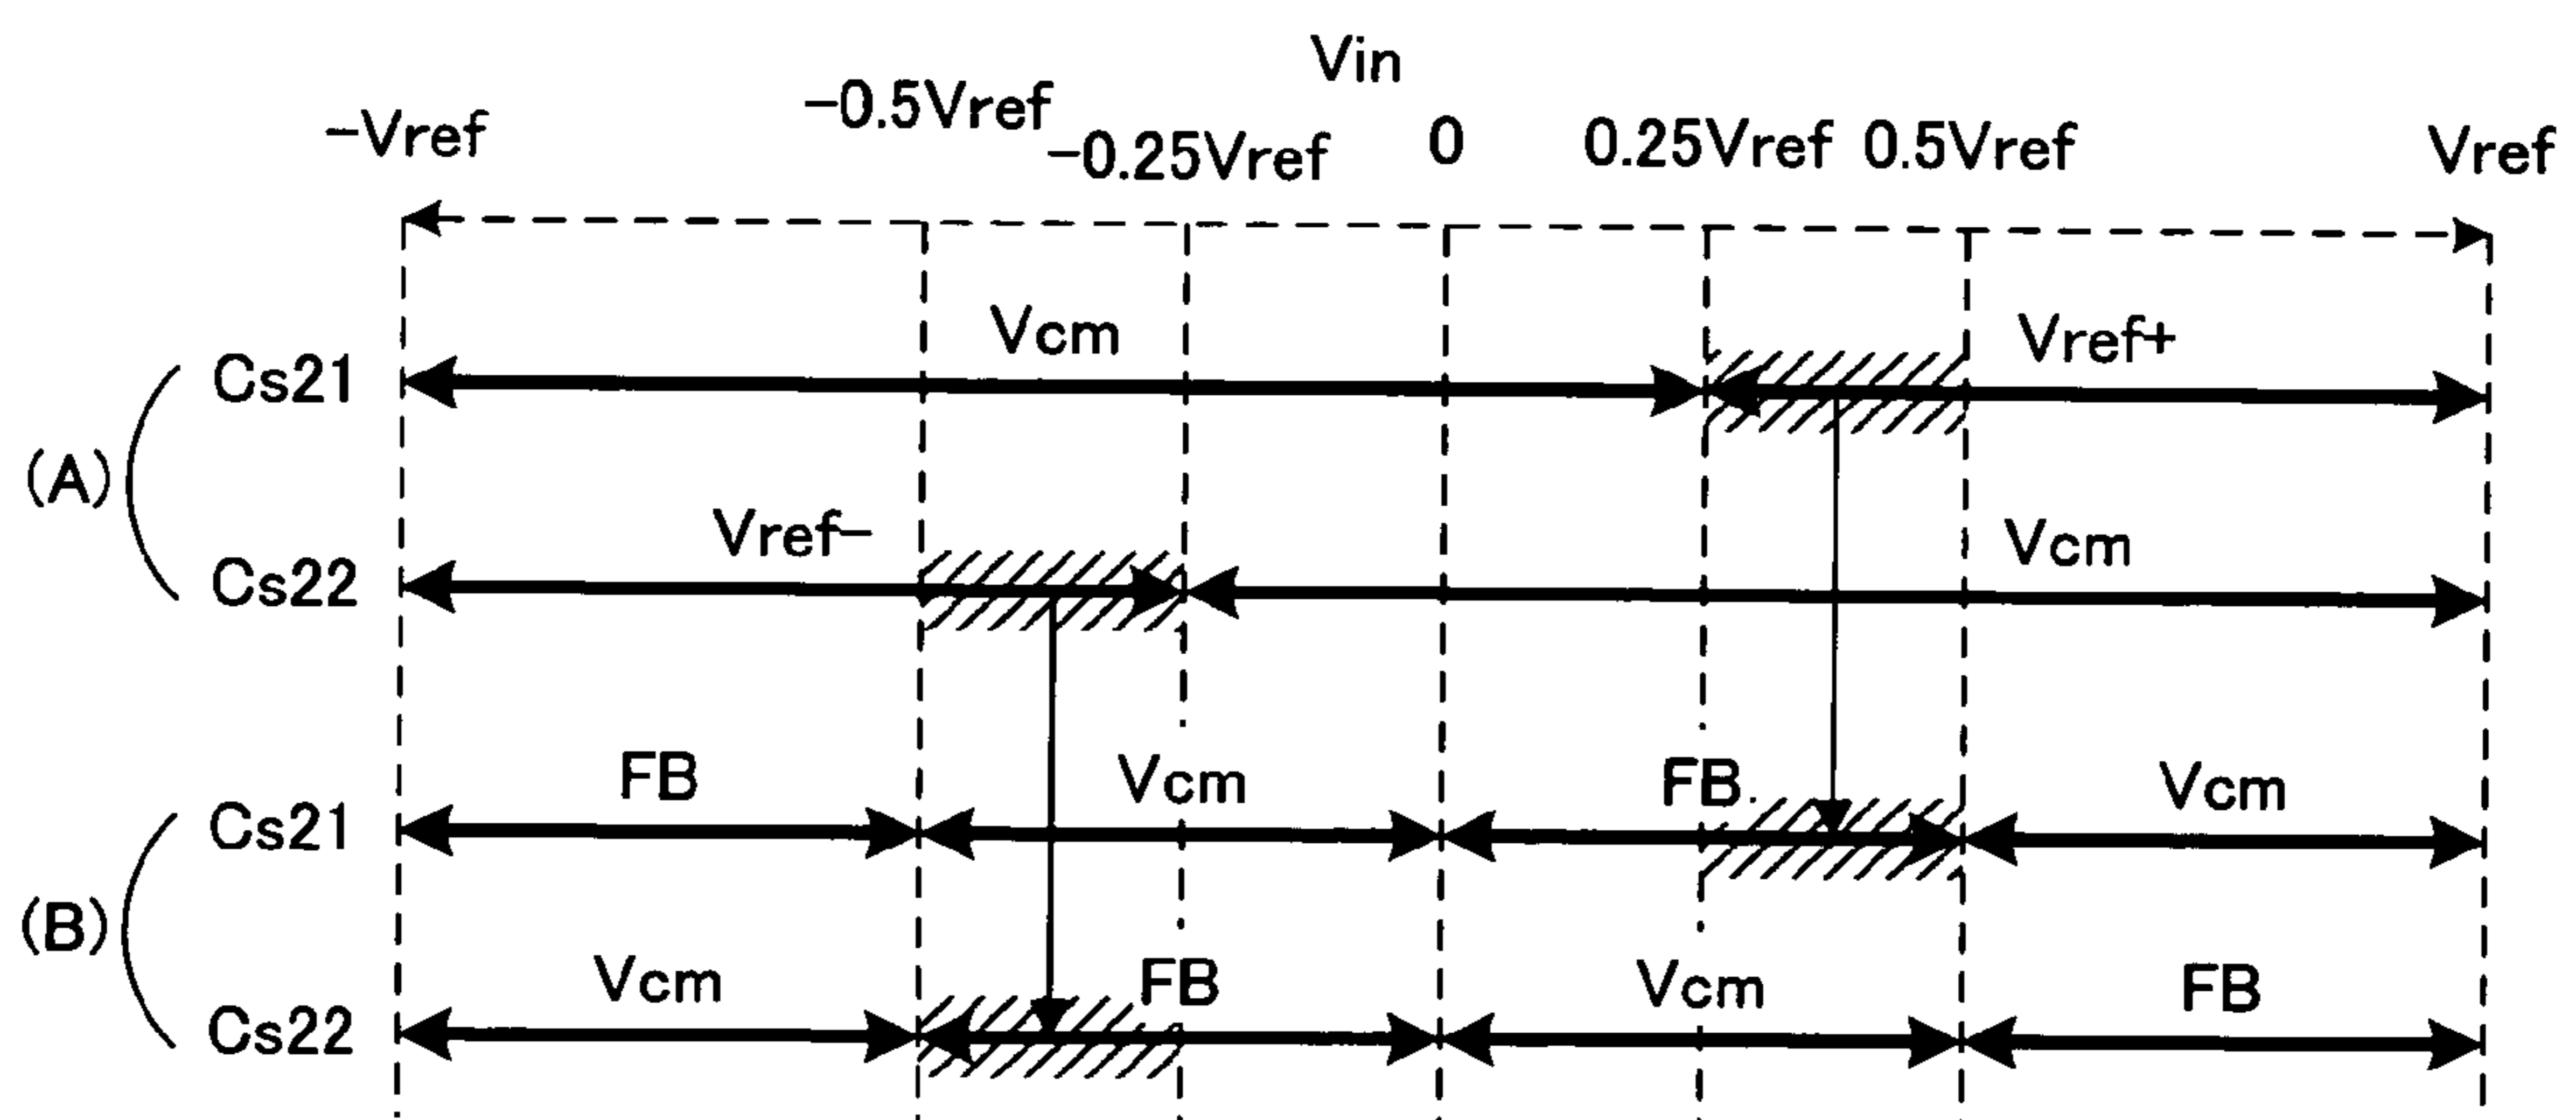 Vin
-Vref -0.5Vref -0.25Vref 0 0.25Vref 0.5Vref Vref
Vcm Vref+
(A) Cs21
Vref- Vcm
Cs22
FB Vcm FB Vcm
(B) Cs21
Vcm FB Vcm FB
Cs22